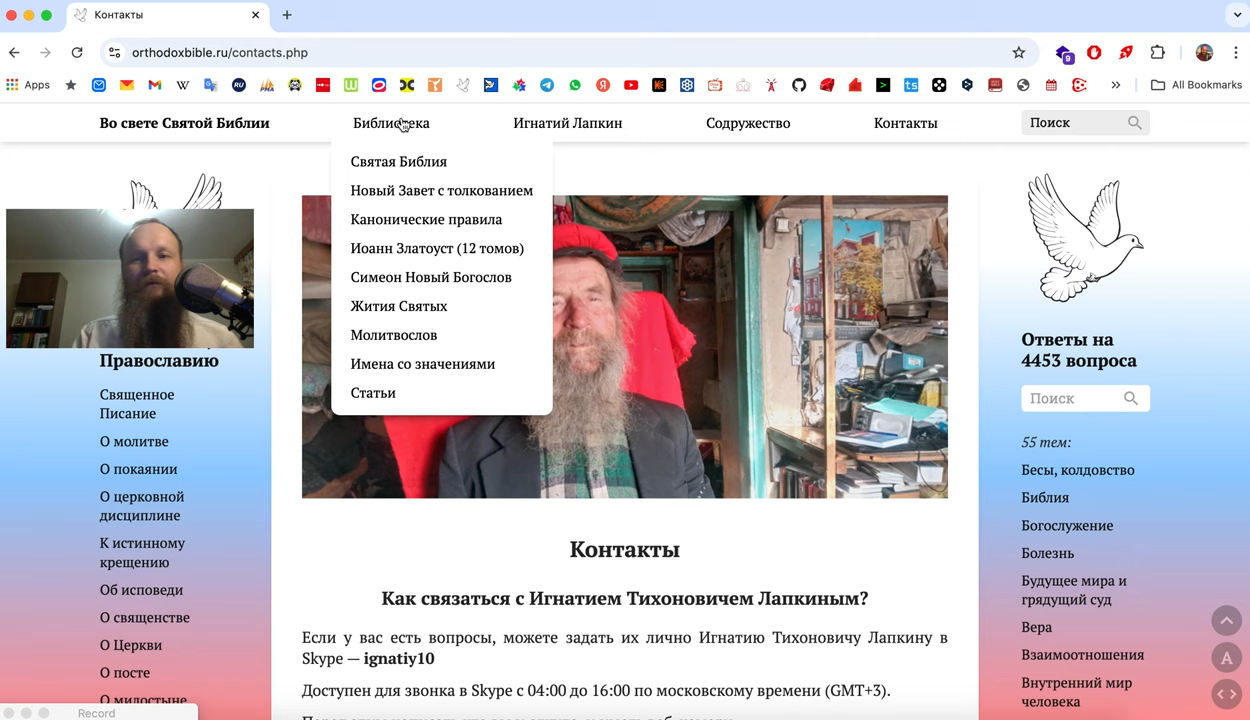 Контакты
orthodoxbible.ru/contacts.php
9
Apps
All Bookmarks
Во свете Святой Библии
Библиотека
Игнатий Лапкин
Содружество
Контакты
Поиск
Святая Библия
Новый Завет с толкованием
Канонические правила
Иоанн Златоуст (12 томов)
Симеон Новый Богослов
Жития Святых
Молитвослов
Имена со значениями
Статьи
Православию
Священное
Писание
О молитве
О покаянии
О церковной
дисциплине
К истинному
крещению
Об исповеди
О священстве
О Церкви
О посте
О милостыне
Record
Контакты
Как связаться с Игнатием Тихоновичем Лапкиным?
Если у вас есть вопросы, можете задать их лично Игнатию Тихоновичу Лапкину в
Skype — ignatiy10
Доступен для звонка в Skype с 04:00 до 16:00 по московскому времени (GMT+3).
Ответы на
4453 вопроса
Поиск
55 тем:
Бесы, колдовство
Библия
Богослужение
Болезнь
Будущее мира и
грядущий суд
Вера
Взаимоотношения
Внутренний мир
человека
A